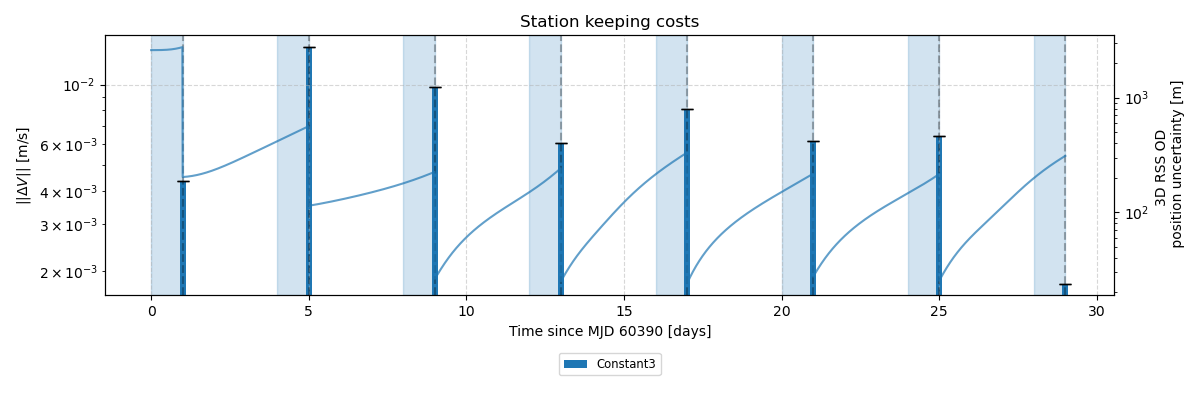 Station keeping costs
||ΔV|| [m/s]
10⁻²
6 × 10⁻³
4 × 10⁻³
3 × 10⁻³
2 × 10⁻³
10³
10²
3D RSS OD
position uncertainty [m]
0 5 10 15 20 25 30
Time since MJD 60390 [days]
Constant3